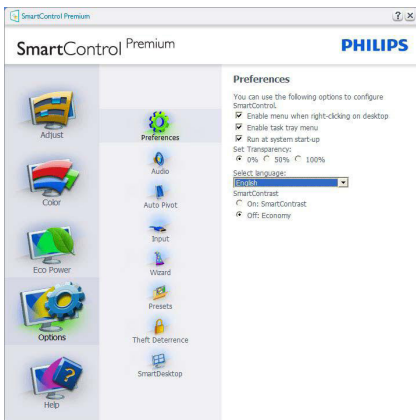 SmartControl Premium
SmartControl Premium
PHILIPS
Adjust
Color
Eco Power
Options
Help
Preferences
Audio
Auto Pivot
Input
Wizard
Presets
Theft Deterrence
SmartDesktop
Preferences
You can use the following options to configure
SmartControl.
Enable menu when right-clicking on desktop
Enable task tray menu
Run at system start-up
Set Transparency:
0% 50% 100%
Select language:
English
SmartContrast
On: SmartContrast
Off: Economy